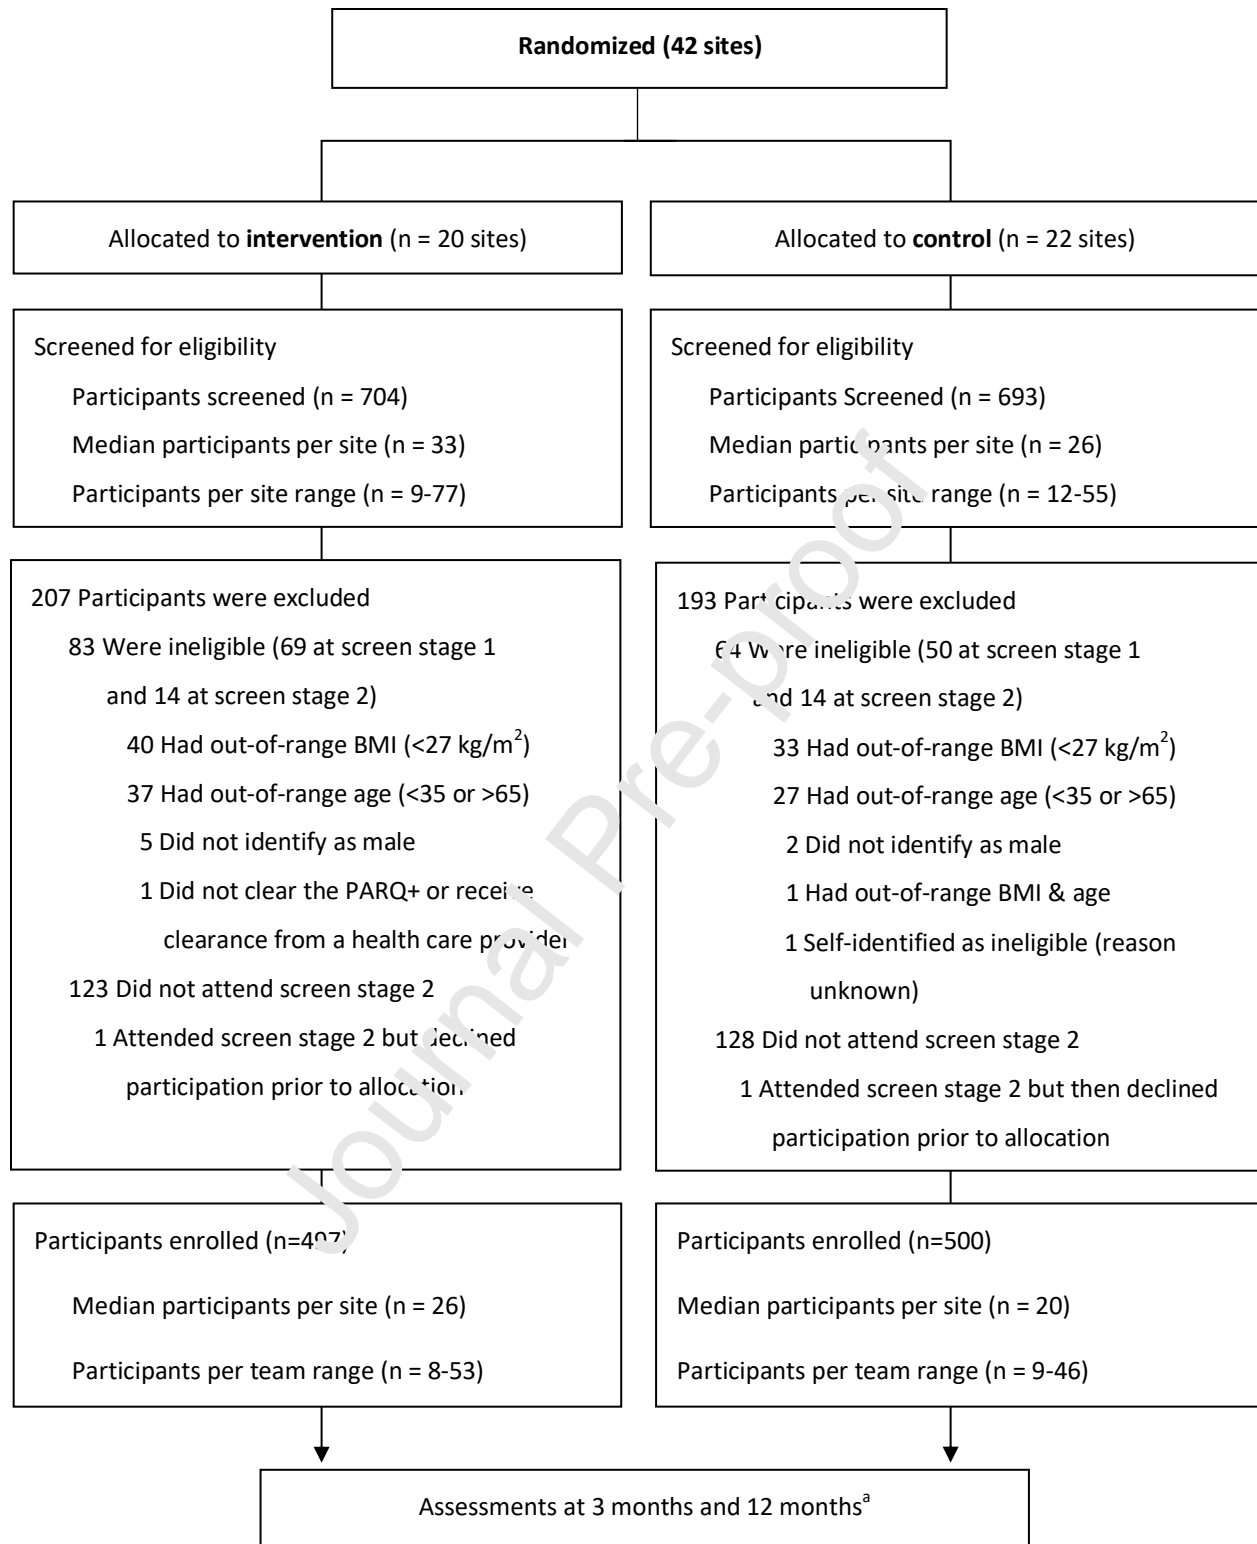 Randomized (42 sites)
Allocated to intervention (n = 20 sites)
Allocated to control (n = 22 sites)
Screened for eligibility
Participants screened (n = 704)
Median participants per site (n = 33)
Participants per site range (n = 9-77)
Screened for eligibility
Participants Screened (n = 693)
Median participants per site (n = 26)
Participants per site range (n = 12-55)
207 Participants were excluded
83 Were ineligible (69 at screen stage 1
and 14 at screen stage 2)
40 Had out-of-range BMI (<27 kg/m²)
37 Had out-of-range age (<35 or >65)
5 Did not identify as male
1 Did not clear the PARQ+ or receive
clearance from a health care provider
123 Did not attend screen stage 2
1 Attended screen stage 2 but declined
participation prior to allocation
193 Participants were excluded
64 Were ineligible (50 at screen stage 1
and 14 at screen stage 2)
33 Had out-of-range BMI (<27 kg/m²)
27 Had out-of-range age (<35 or >65)
2 Did not identify as male
1 Had out-of-range BMI & age
1 Self-identified as ineligible (reason
unknown)
128 Did not attend screen stage 2
1 Attended screen stage 2 but then declined
participation prior to allocation
Participants enrolled (n=497)
Median participants per site (n = 26)
Participants per team range (n = 8-53)
Participants enrolled (n=500)
Median participants per site (n = 20)
Participants per team range (n = 9-46)
Assessments at 3 months and 12 monthsᵃ
Journal Pre-proof